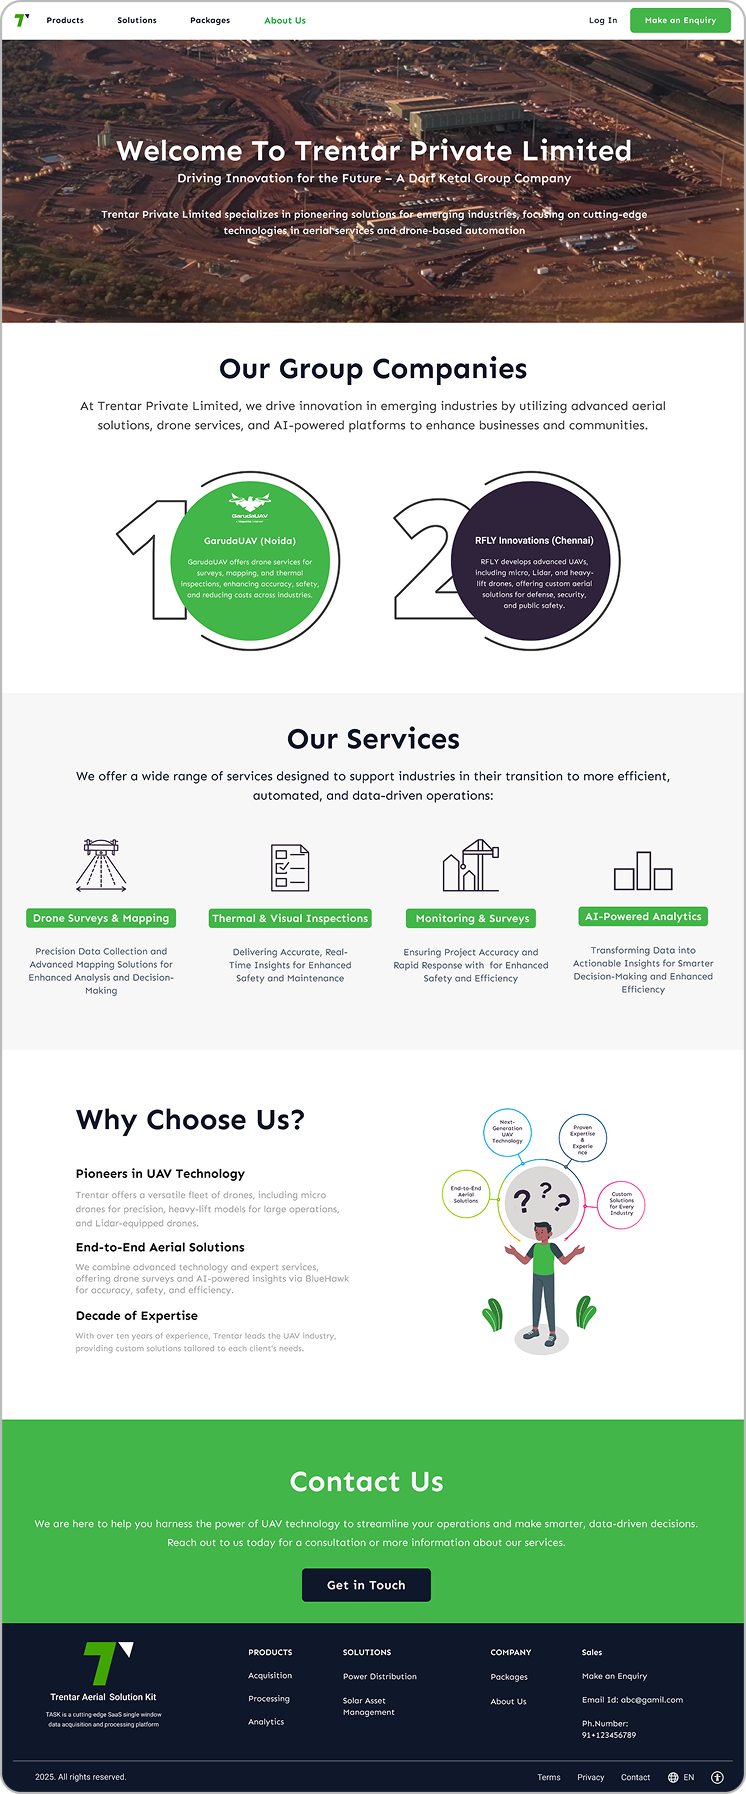 Products
Solutions
Packages
About Us
Log In
Make an Enquiry
Welcome To Trentar Private Limited
Driving Innovation for the Future – A Dorf Ketal Group Company
Trentar Private Limited specializes in pioneering solutions for emerging industries, focusing on cutting-edge
technologies in aerial services and drone-based automation
Our Group Companies
At Trentar Private Limited, we drive innovation in emerging industries by utilizing advanced aerial
solutions, drone services, and AI-powered platforms to enhance businesses and communities.
1
GarudaUAV
GarudaUAV (Noida)
GarudaUAV offers drone services for
surveys, mapping, and thermal
inspections, enhancing accuracy, safety,
and reducing costs across industries.
2
RFLY Innovations (Chennai)
RFLY develops advanced UAVs,
including micro, Lidar, and heavy-
lift drones, offering custom aerial
solutions for defense, security,
and public safety.
Our Services
We offer a wide range of services designed to support industries in their transition to more efficient,
automated, and data-driven operations:
Drone Surveys & Mapping
Precision Data Collection and
Advanced Mapping Solutions for
Enhanced Analysis and Decision-
Making
Thermal & Visual Inspections
Delivering Accurate, Real-
Time Insights for Enhanced
Safety and Maintenance
Monitoring & Surveys
Ensuring Project Accuracy and
Rapid Response with for Enhanced
Safety and Efficiency
AI-Powered Analytics
Transforming Data into
Actionable Insights for Smarter
Decision-Making and Enhanced
Efficiency
Why Choose Us?
Pioneers in UAV Technology
Trentar offers a versatile fleet of drones, including micro
drones for precision, heavy-lift models for large operations,
and Lidar-equipped drones.
End-to-End Aerial Solutions
We combine advanced technology and expert services,
offering drone surveys and AI-powered insights via BlueHawk
for accuracy, safety, and efficiency.
Decade of Expertise
With over ten years of experience, Trentar leads the UAV industry,
providing custom solutions tailored to each client's needs.
Next-
Generation
UAV
Technology
Proven
Expertise
&
Experie
nce
End-to-End
Aerial
Solutions
Custom
Solutions
for Every
Industry
? ? ?
Contact Us
We are here to help you harness the power of UAV technology to streamline your operations and make smarter, data-driven decisions.
Reach out to us today for a consultation or more information about our services.
Get in Touch
Trentar Aerial Solution Kit
TASK is a cutting-edge SaaS single window
data acquisition and processing platform
PRODUCTS
Acquisition
Processing
Analytics
SOLUTIONS
Power Distribution
Solar Asset
Management
COMPANY
Packages
About Us
Sales
Make an Enquiry
Email Id: abc@gamil.com
Ph.Number:
91+123456789
2025. All rights reserved.
Terms
Privacy
Contact
EN